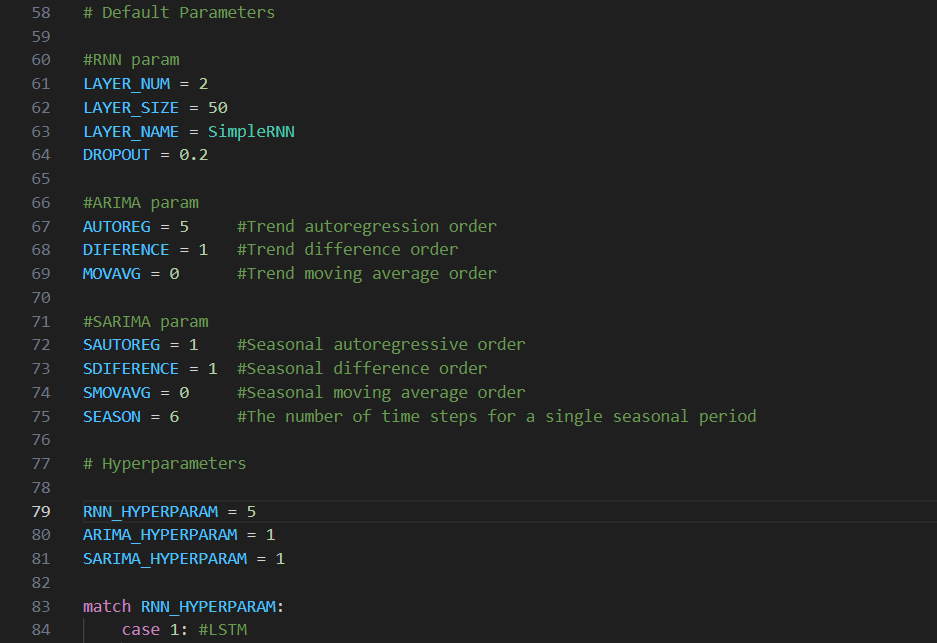 58 # Default Parameters
59
60 #RNN param
61 LAYER_NUM = 2
62 LAYER_SIZE = 50
63 LAYER_NAME = SimpleRNN
64 DROPOUT = 0.2
65
66 #ARIMA param
67 AUTOREG = 5 #Trend autoregression order
68 DIFERENCE = 1 #Trend difference order
69 MOVAVG = 0 #Trend moving average order
70
71 #SARIMA param
72 SAUTOREG = 1 #Seasonal autoregressive order
73 SDIFERENCE = 1 #Seasonal difference order
74 SMOVAVG = 0 #Seasonal moving average order
75 SEASON = 6 #The number of time steps for a single seasonal period
76
77 # Hyperparameters
78
79 RNN_HYPERPARAM = 5
80 ARIMA_HYPERPARAM = 1
81 SARIMA_HYPERPARAM = 1
82
83 match RNN_HYPERPARAM:
84 case 1: #LSTM